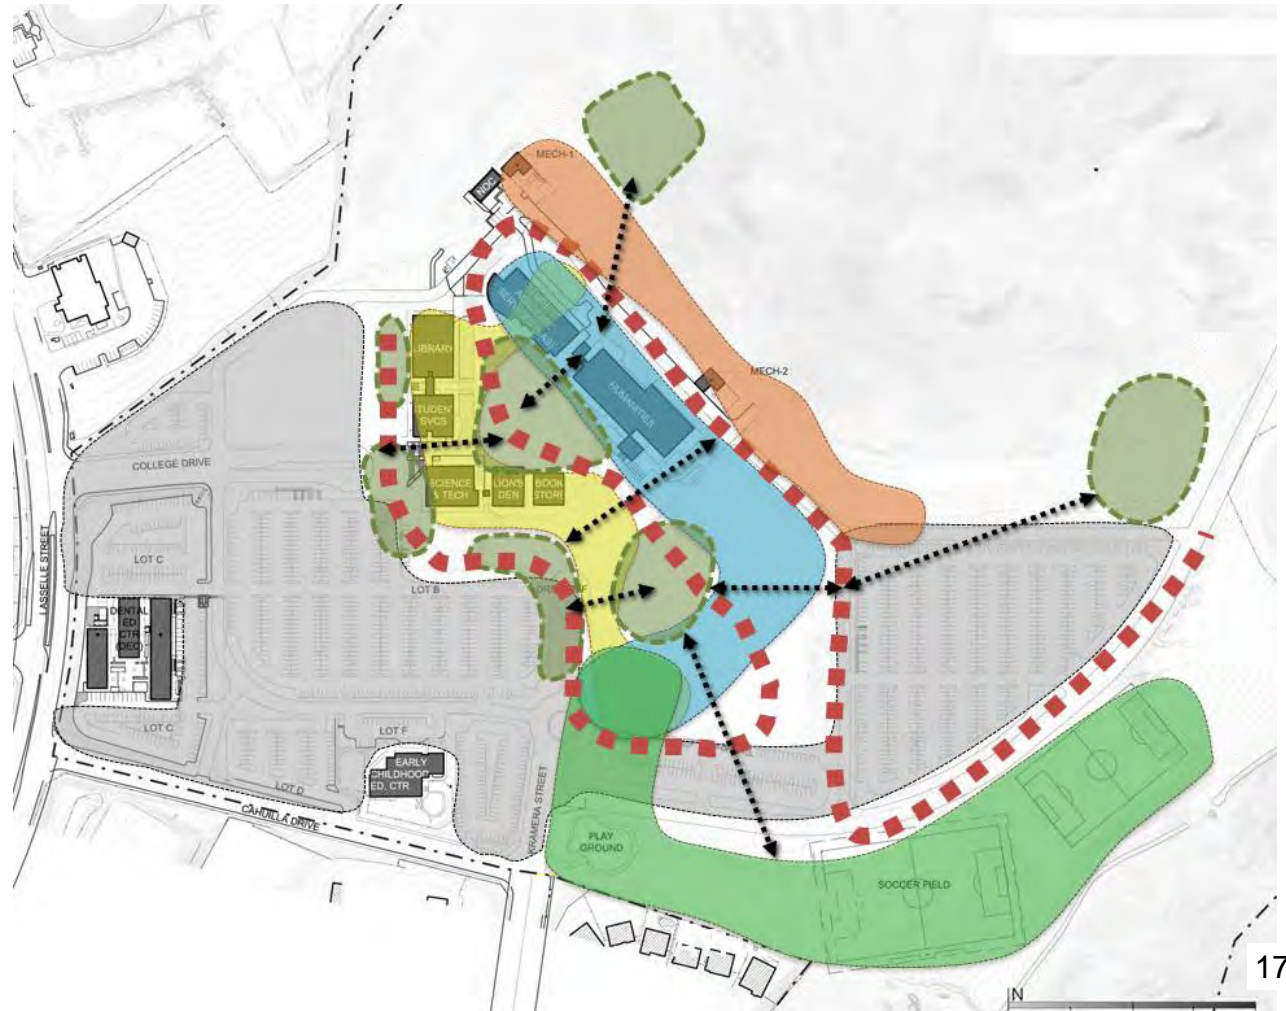 MECH-1
NOC
LIBRARY
HUMANITIES
MECH-2
STUDENT
SVCS
COLLEGE DRIVE
SCIENCE
& TECH
LION'S
DEN
BOOK
STORE
LASSELLE STREET
LOT C
LOT B
DENTAL
ED
CTR
(DEC)
LOT C
LOT F
EARLY
CHILDHOOD
ED. CTR
LOT D
CAHUILLA DRIVE
KRAMERA STREET
PLAY
GROUND
SOCCER FIELD
17
N